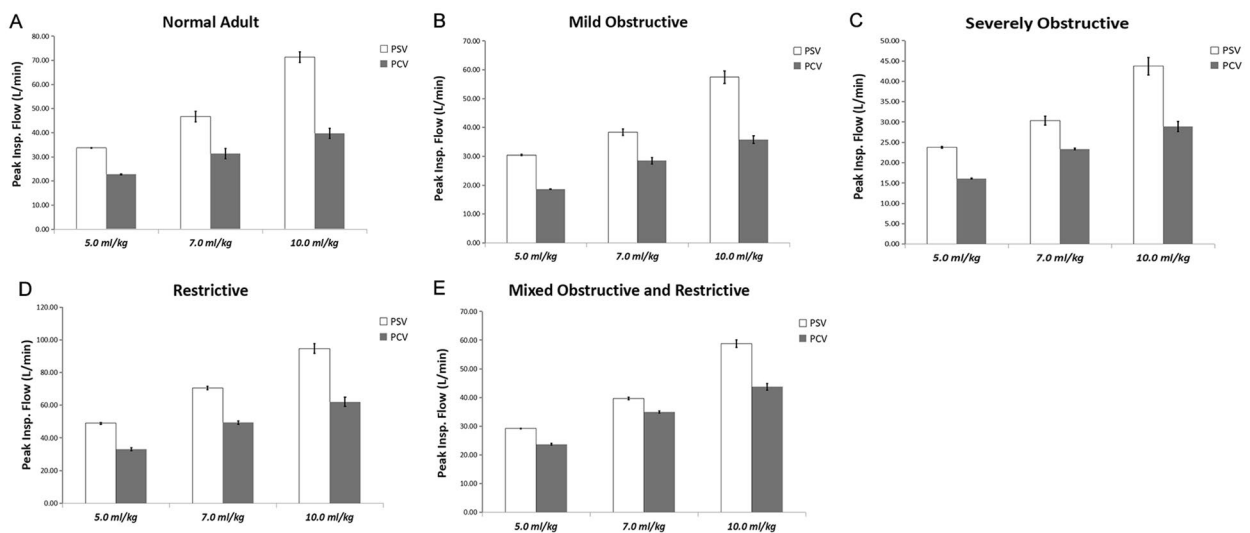 A
Normal Adult
Peak Insp. Flow (L/min)
80.00
70.00
60.00
50.00
40.00
30.00
20.00
10.00
0.00
5.0 ml/kg 7.0 ml/kg 10.0 ml/kg
PSV
PCV
B
Mild Obstructive
Peak Insp. Flow (L/min)
70.00
60.00
50.00
40.00
30.00
20.00
10.00
0.00
5.0 ml/kg 7.0 ml/kg 10.0 ml/kg
PSV
PCV
C
Severely Obstructive
Peak Insp. Flow (L/min)
50.00
45.00
40.00
35.00
30.00
25.00
20.00
15.00
10.00
5.00
0.00
5.0 ml/kg 7.0 ml/kg 10.0 ml/kg
PSV
PCV
D
Restrictive
Peak Insp. Flow (L/min)
120.00
100.00
80.00
60.00
40.00
20.00
0.00
5.0 ml/kg 7.0 ml/kg 10.0 ml/kg
PSV
PCV
E
Mixed Obstructive and Restrictive
Peak Insp. Flow (L/min)
70.00
60.00
50.00
40.00
30.00
20.00
10.00
0.00
5.0 ml/kg 7.0 ml/kg 10.0 ml/kg
PSV
PCV